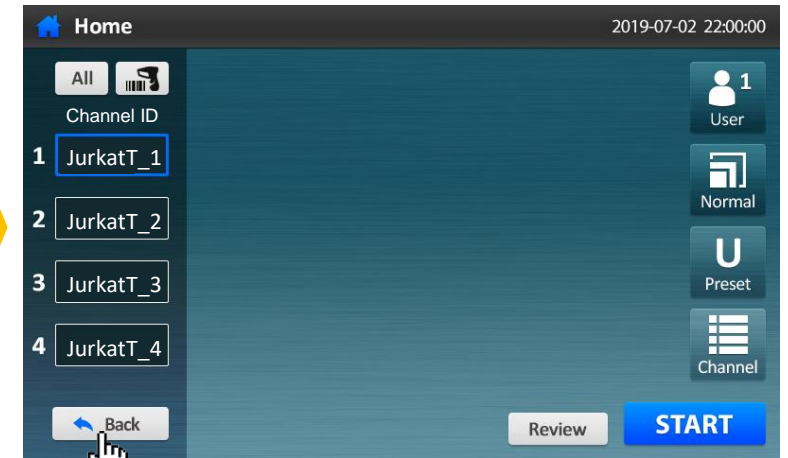 Home
2019-07-02 22:00:00
All
Channel ID
1 JurkatT_1
2 JurkatT_2
3 JurkatT_3
4 JurkatT_4
Back
1
User
Normal
U
Preset
Channel
Review
START